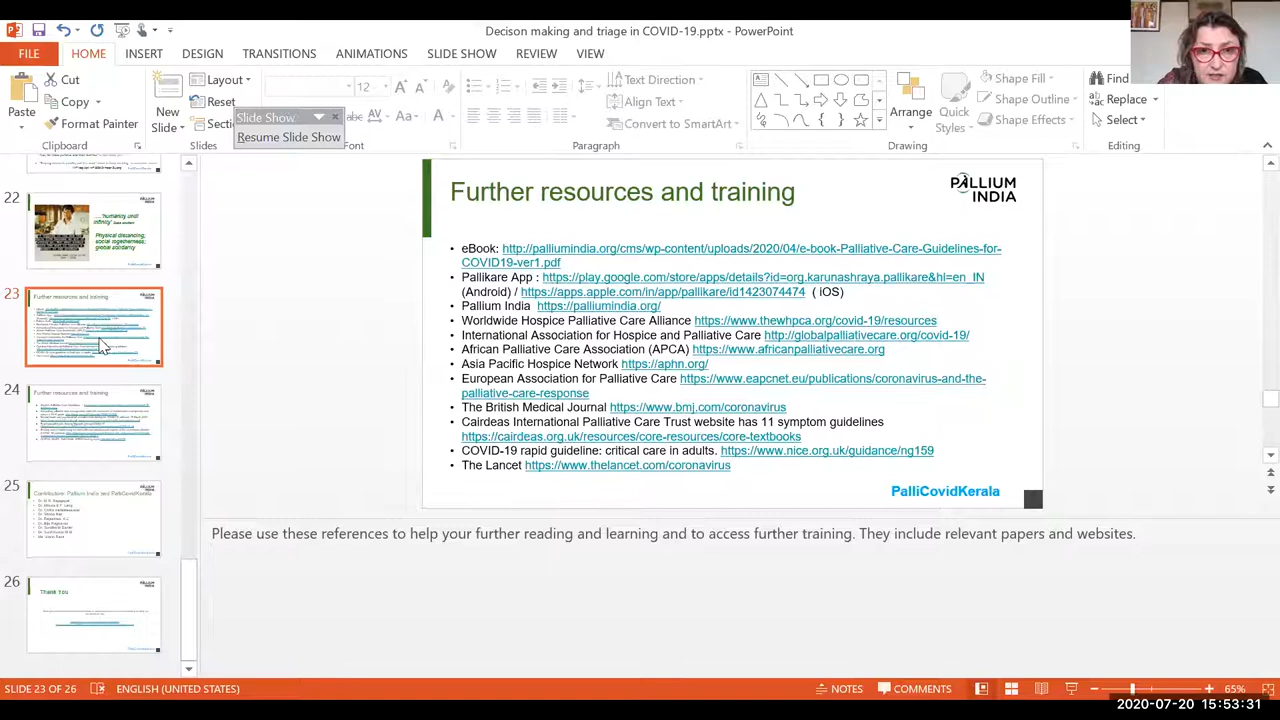 Decison making and triage in COVID-19.pptx - PowerPoint
FILE HOME INSERT DESIGN TRANSITIONS ANIMATIONS SLIDE SHOW REVIEW VIEW
Paste
Cut
Copy
Format Painter
Clipboard
New
Slide
Layout
Reset
Slides
Slide Show
Resume Slide Show
12
abc AV Aa A
Font
Text Direction
Align Text
Convert to SmartArt
Paragraph
Arrange
Quick
Styles
Shape Fill
Shape Outline
Shape Effects
Drawing
Find
Replace
Select
Editing
22
"humanity until
infinity"
Physical distancing;
social togetherness;
global solidarity
23
Further resources and training
24
Further resources and training
25
Contributors: Pallium India and PalliCovidKerala
26
Thank You
Further resources and training
PALLIUM
INDIA
• eBook: http://palliumindia.org/cms/wp-content/uploads/2020/04/e-book-Palliative-Care-Guidelines-for-
COVID19-ver1.pdf
• Pallikare App : https://play.google.com/store/apps/details?id=org.karunashraya.pallikare&hl=en_IN
(Android) / https://apps.apple.com/in/app/pallikare/id1423074474 ( iOS)
• Pallium India https://palliumindia.org/
• Worldwide Hospice Palliative Care Alliance https://www.thewhpca.org/covid-19/resources
• International Association for Hospice and Palliative Care http://globalpalliativecare.org/covid-19/
• African Palliative Care Association (APCA) https://www.africanpalliativecare.org
• Asia Pacific Hospice Network https://aphn.org/
• European Association for Palliative Care https://www.eapcnet.eu/publications/coronavirus-and-the-
palliative-care-response
• The British Medical Journal https://www.bmj.com/coronavirus
• Cairdeas International Palliative Care Trust website has 11 symptom guidelines
https://cairdeas.org.uk/resources/core-resources/core-textbooks
• COVID-19 rapid guideline: critical care in adults. https://www.nice.org.uk/guidance/ng159
• The Lancet https://www.thelancet.com/coronavirus
PalliCovidKerala
Please use these references to help your further reading and learning and to access further training. They include relevant papers and websites.
SLIDE 23 OF 26 ENGLISH (UNITED STATES) NOTES COMMENTS 65%
2020-07-20 15:53:31